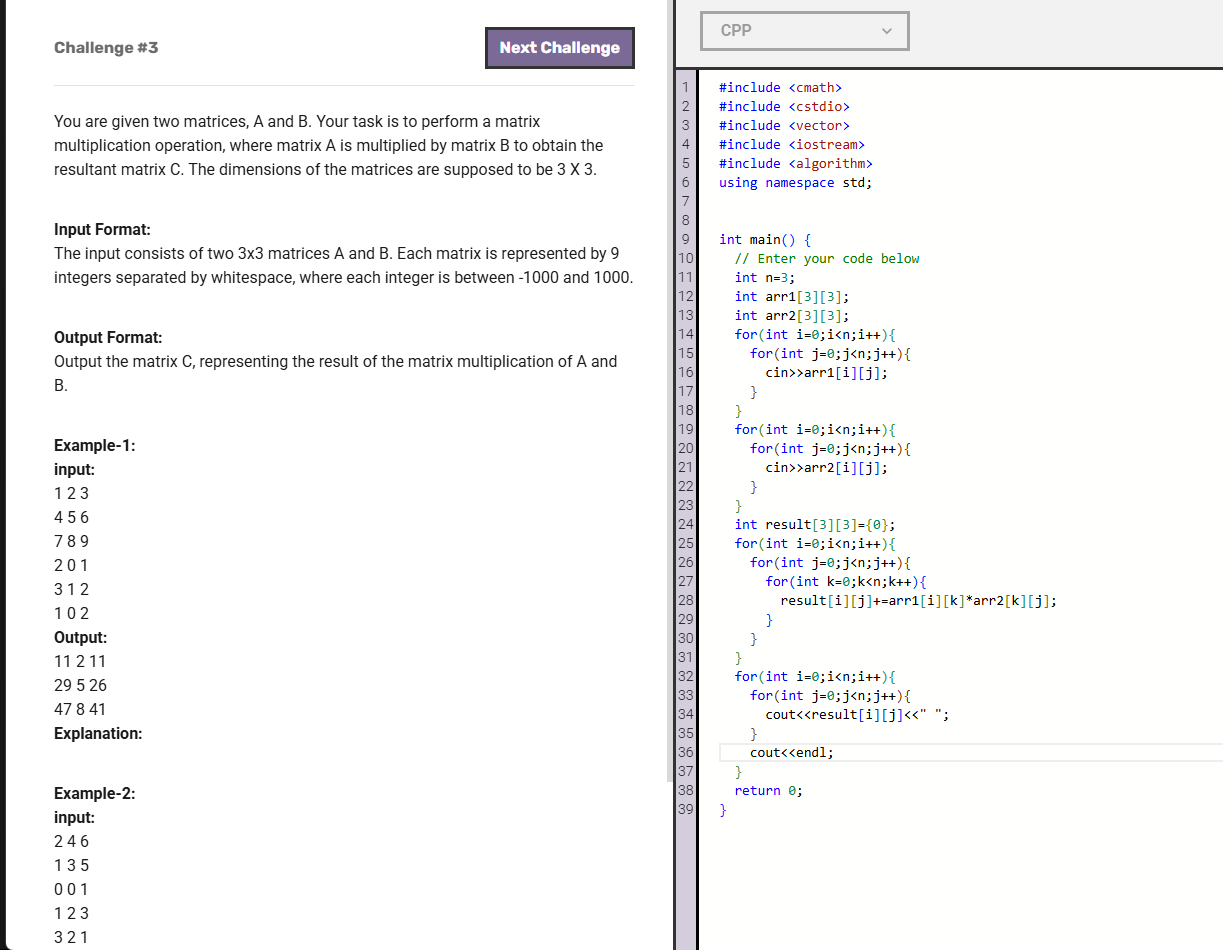 Challenge #3
Next Challenge
You are given two matrices, A and B. Your task is to perform a matrix
multiplication operation, where matrix A is multiplied by matrix B to obtain the
resultant matrix C. The dimensions of the matrices are supposed to be 3 X 3.
Input Format:
The input consists of two 3x3 matrices A and B. Each matrix is represented by 9
integers separated by whitespace, where each integer is between -1000 and 1000.
Output Format:
Output the matrix C, representing the result of the matrix multiplication of A and
B.
Example-1:
input:
1 2 3
4 5 6
7 8 9
2 0 1
3 1 2
1 0 2
Output:
11 2 11
29 5 26
47 8 41
Explanation:
Example-2:
input:
2 4 6
1 3 5
0 0 1
1 2 3
3 2 1
CPP
1 #include <cmath>
2 #include <cstdio>
3 #include <vector>
4 #include <iostream>
5 #include <algorithm>
6 using namespace std;
7
8
9 int main() {
10 // Enter your code below
11 int n=3;
12 int arr1[3][3];
13 int arr2[3][3];
14 for(int i=0;i<n;i++){
15 for(int j=0;j<n;j++){
16 cin>>arr1[i][j];
17 }
18 }
19 for(int i=0;i<n;i++){
20 for(int j=0;j<n;j++){
21 cin>>arr2[i][j];
22 }
23 }
24 int result[3][3]={0};
25 for(int i=0;i<n;i++){
26 for(int j=0;j<n;j++){
27 for(int k=0;k<n;k++){
28 result[i][j]+=arr1[i][k]*arr2[k][j];
29 }
30 }
31 }
32 for(int i=0;i<n;i++){
33 for(int j=0;j<n;j++){
34 cout<<result[i][j]<<" ";
35 }
36 cout<<endl;
37 }
38 return 0;
39 }